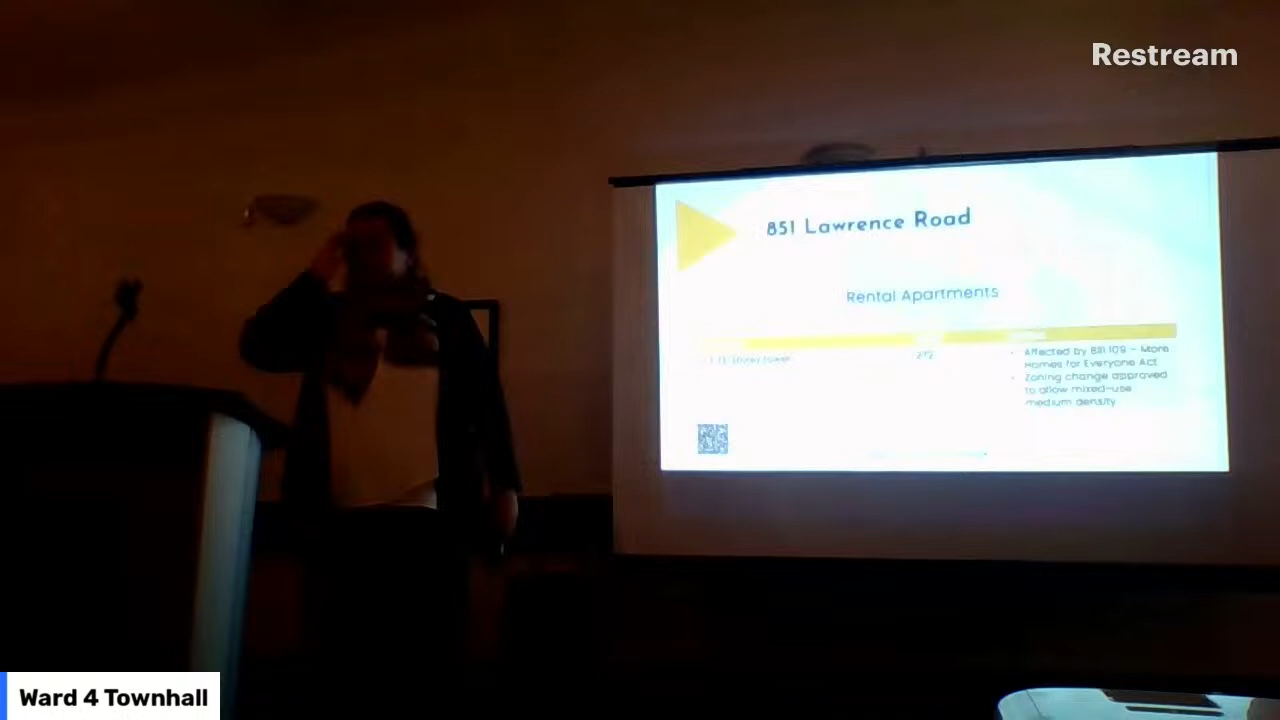 Restream
851 Lawrence Road
Rental Apartments
272
• Affected by Bill 109 – More
Homes for Everyone Act
• Zoning change approved
to allow mixed-use
medium density
Ward 4 Townhall